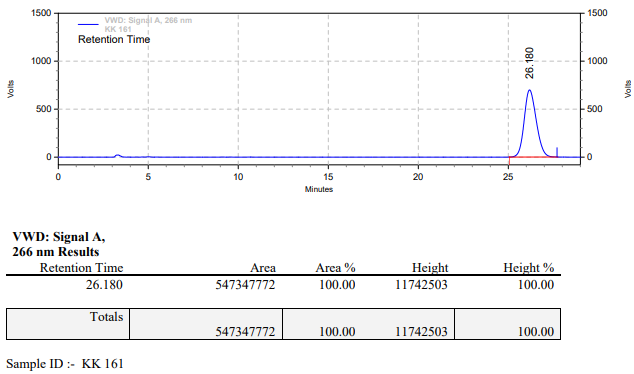 1500
1500
VWD: Signal A, 266 nm
KK 161
Retention Time
26.180
1000
1000
Volts
Volts
500
500
0
0
0 5 10 15 20 25
Minutes
VWD: Signal A,
266 nm Results
Retention Time Area Area % Height Height %
26.180 547347772 100.00 11742503 100.00
Totals
547347772 100.00 11742503 100.00
Sample ID :- KK 161